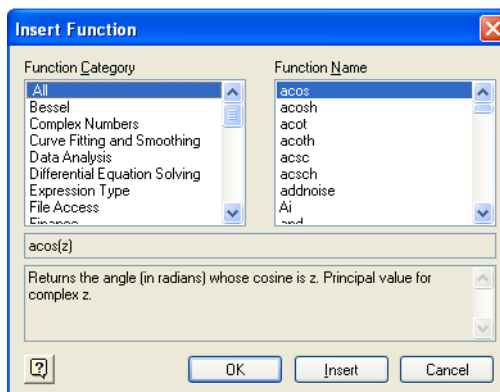 Insert Function
Function Category
Function Name
All
Bessel
Complex Numbers
Curve Fitting and Smoothing
Data Analysis
Differential Equation Solving
Expression Type
File Access
Finance
acos
acosh
acot
acoth
acsc
acsch
addnoise
Ai
and
acos(z)
Returns the angle (in radians) whose cosine is z. Principal value for
complex z.
OK
Insert
Cancel